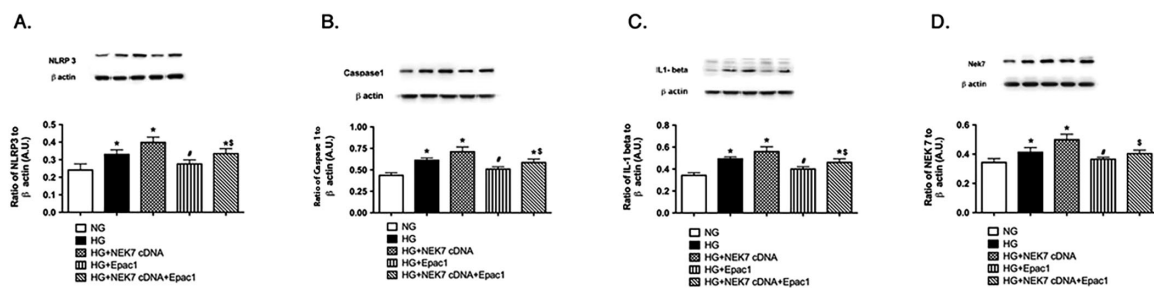 A.
NLRP 3
β actin
Ratio of NLRP3 to
β actin (A.U.)
0.5
0.4
0.3
0.2
0.1
0.0
*
*
#
*$
NG
HG
HG+NEK7 cDNA
HG+Epac1
HG+NEK7 cDNA+Epac1
B.
Caspase1
β actin
Ratio of Caspase 1 to
β actin (A.U.)
1.00
0.75
0.50
0.25
0.00
*
*
#
*$
NG
HG
HG+NEK7 cDNA
HG+Epac1
HG+NEK7 cDNA+Epac1
C.
IL1- beta
β actin
Ratio of IL-1 beta to
β actin (A.U.)
0.8
0.6
0.4
0.2
0.0
*
*
#
*$
NG
HG
HG+NEK7 cDNA
HG+Epac1
HG+NEK7 cDNA+Epac1
D.
Nek7
β actin
Ratio of NEK 7 to
β actin (A.U.)
0.6
0.4
0.2
0.0
*
*
#
$
NG
HG
HG+NEK7 cDNA
HG+Epac1
HG+NEK7 cDNA+Epac1